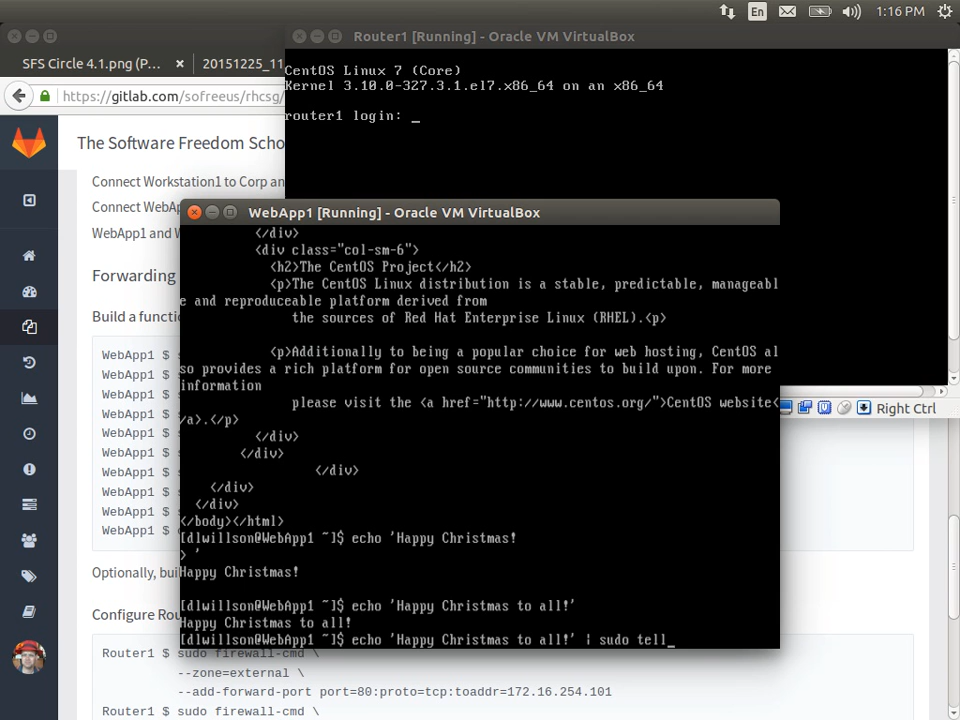 En
1:16 PM
Router1 [Running] - Oracle VM VirtualBox
SFS Circle 4.1.png (P... ×
20151225_11
https://gitlab.com/sofreeus/rhcsg/
CentOS Linux 7 (Core)
Kernel 3.10.0-327.3.1.el7.x86_64 on an x86_64
router1 login: _
The Software Freedom Scho
Connect Workstation1 to Corp an
Connect WebAp
WebApp1 and W
Forwarding
Build a functi
WebApp1 $ s
WebApp1 $ s
WebApp1 $ s
WebApp1 $ s
WebApp1 $ s
WebApp1 $ s
WebApp1 $ s
WebApp1 $ s
WebApp1 $ s
WebApp1 $ s
Optionally, bui
Configure Rou
Router1 $ sudo firewall-cmd \
--zone=external \
--add-forward-port port=80:proto=tcp:toaddr=172.16.254.101
Router1 $ sudo firewall-cmd \
Right Ctrl
WebApp1 [Running] - Oracle VM VirtualBox
</div>
<div class="col-sm-6">
<h2>The CentOS Project</h2>
<p>The CentOS Linux distribution is a stable, predictable, manageabl
e and reproduceable platform derived from
the sources of Red Hat Enterprise Linux (RHEL).<p>
<p>Additionally to being a popular choice for web hosting, CentOS al
so provides a rich platform for open source communities to build upon. For more
information
please visit the <a href="http://www.centos.org/">CentOS website<
/a>.</p>
</div>
</div>
</div>
</div>
</div>
</body></html>
[dlwillson@WebApp1 ~]$ echo 'Happy Christmas!
> '
Happy Christmas!
[dlwillson@WebApp1 ~]$ echo 'Happy Christmas to all!'
Happy Christmas to all!
[dlwillson@WebApp1 ~]$ echo 'Happy Christmas to all!' | sudo tell_